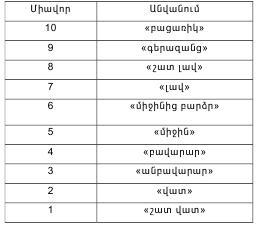 Միավոր Անվանում
10 «բացառիկ»
9 «գերազանց»
8 «շատ լավ»
7 «լավ»
6 «միջինից բարձր»
5 «միջին»
4 «բավարար»
3 «անբավարար»
2 «վատ»
1 «շատ վատ»